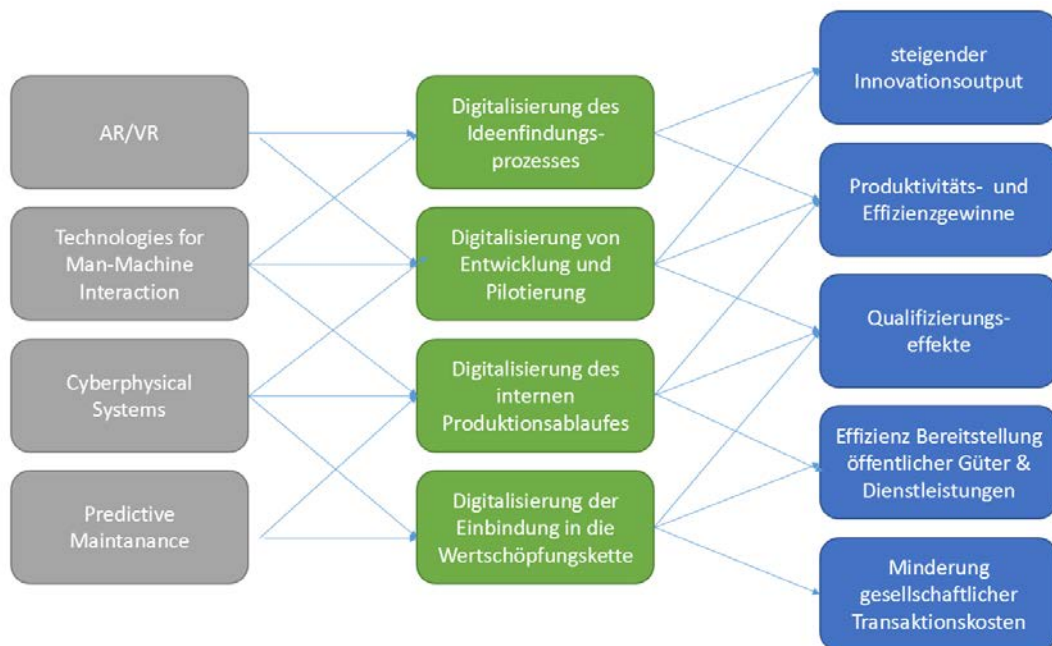 AR/VR
Technologies for
Man-Machine
Interaction
Cyberphysical
Systems
Predictive
Maintanance
Digitalisierung des
Ideenfindungs-
prozesses
Digitalisierung von
Entwicklung und
Pilotierung
Digitalisierung des
internen
Produktionsablaufes
Digitalisierung der
Einbindung in die
Wertschöpfungskette
steigender
Innovationsoutput
Produktivitäts- und
Effizienzgewinne
Qualifizierungs-
effekte
Effizienz Bereitstellung
öffentlicher Güter &
Dienstleistungen
Minderung
gesellschaftlicher
Transaktionskosten